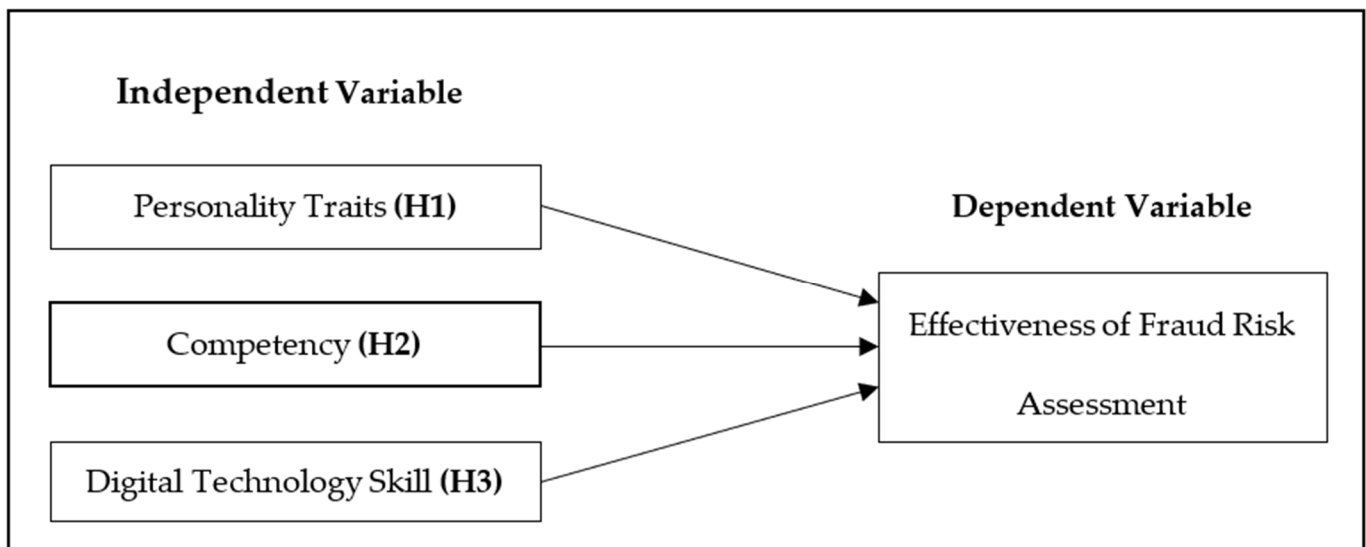 Independent Variable
Personality Traits (H1)
Competency (H2)
Digital Technology Skill (H3)
Dependent Variable
Effectiveness of Fraud Risk
Assessment